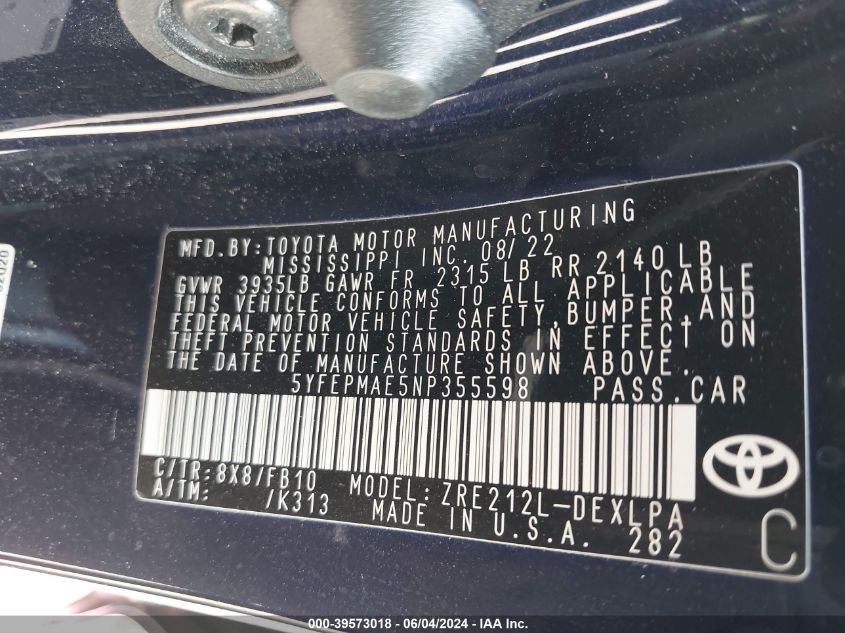 MFD. BY: TOYOTA MOTOR MANUFACTURING
MISSISSIPPI INC. 08/22
GVWR 3935LB GAWR FR 2315 LB RR 2140 LB
THIS VEHICLE CONFORMS TO ALL APPLICABLE
FEDERAL MOTOR VEHICLE SAFETY, BUMPER, AND
THEFT PREVENTION STANDARDS IN EFFECT ON
THE DATE OF MANUFACTURE SHOWN ABOVE.
5YFEPMAE5NP355598 PASS. CAR
C/TR: 8X8/FB10 MODEL: ZRE212L-DEXLPA
A/TM: /K313 MADE IN U.S.A. 282
C
000-39573018 - 06/04/2024 - IAA Inc.